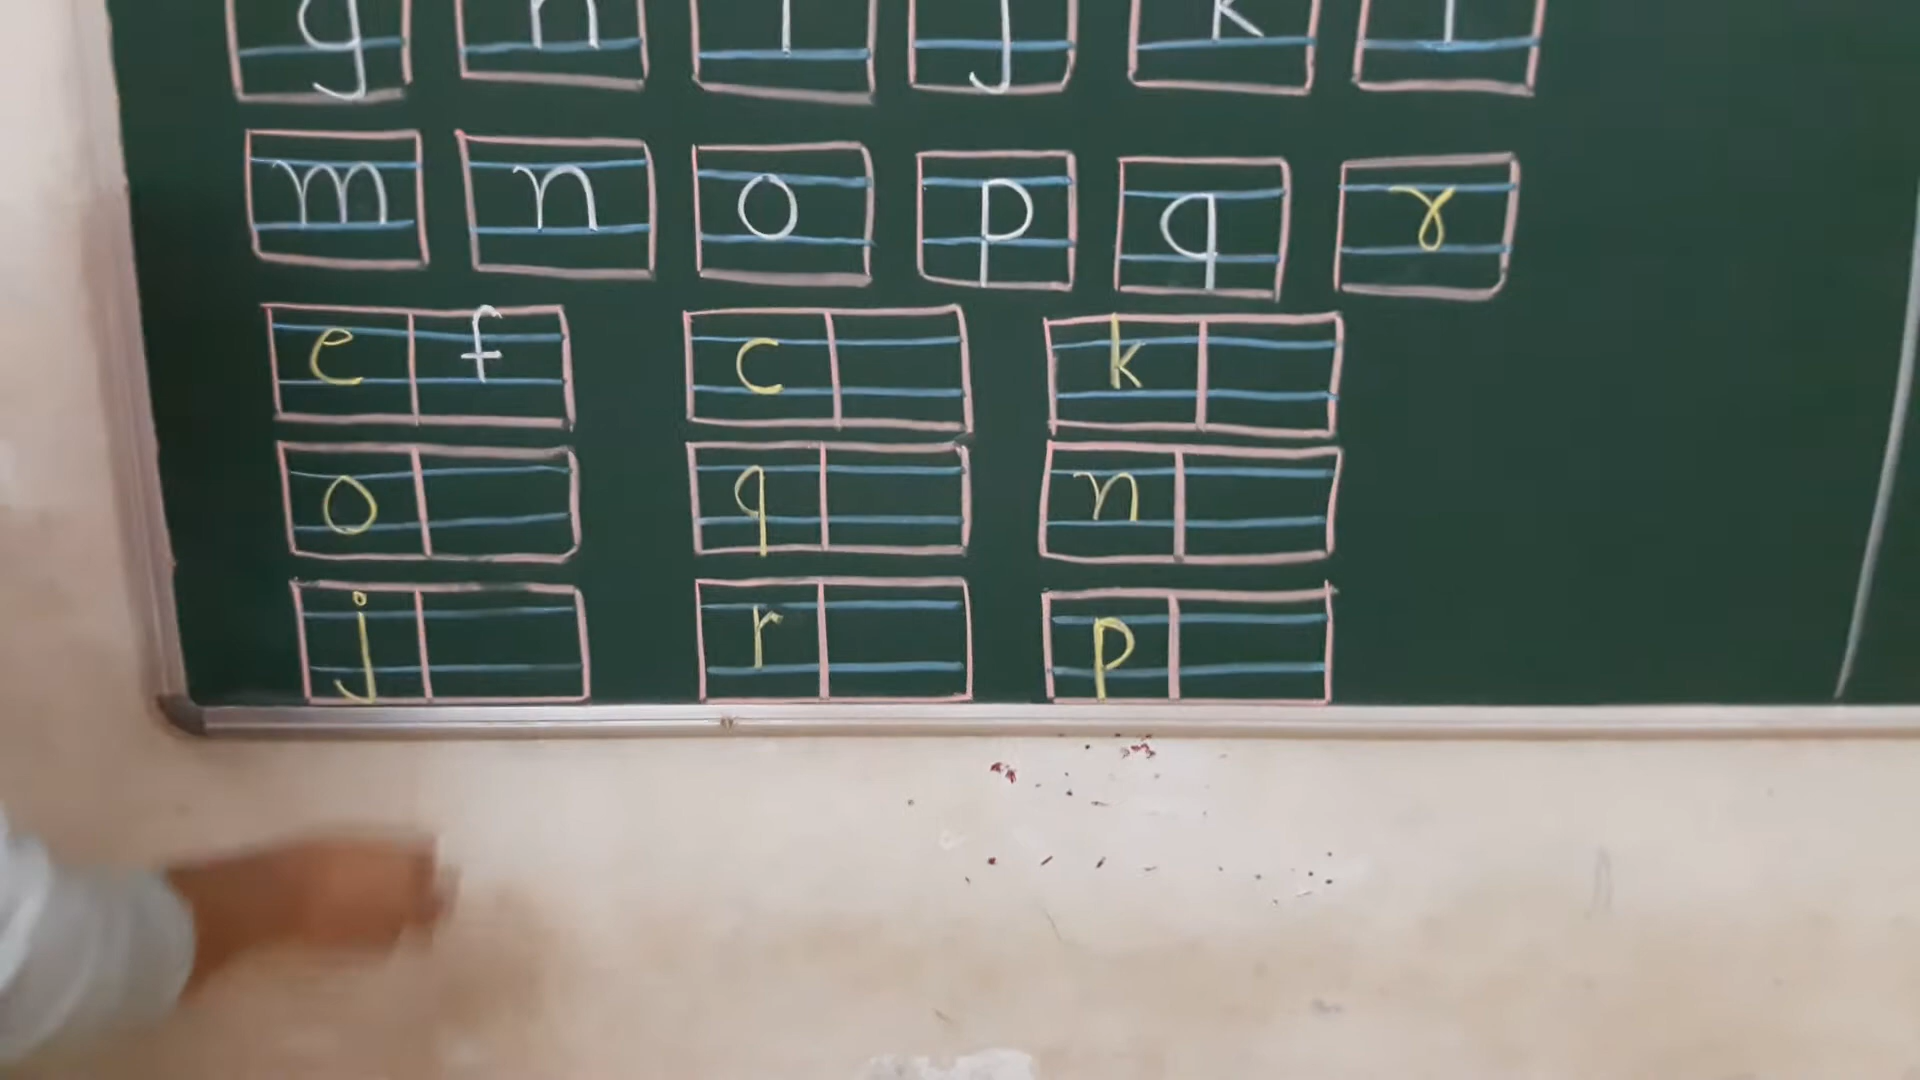 g h i j k l
m n o p q r
e f c k
o q n
j r p